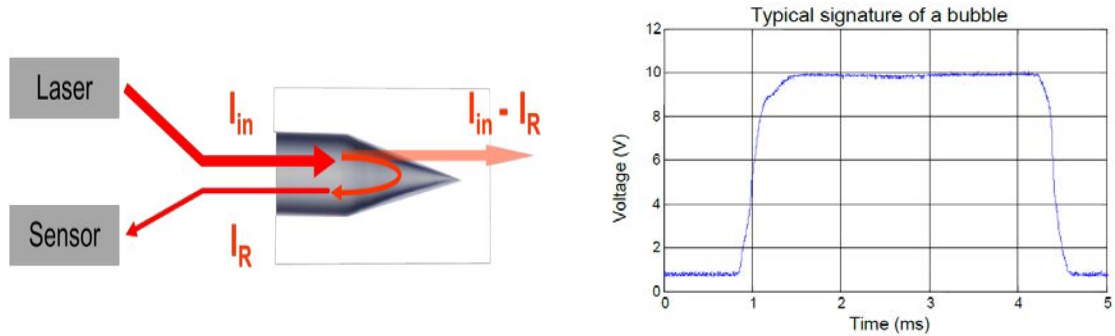 Laser
I_in
I_in - I_R
Sensor
I_R
Typical signature of a bubble
12
10
8
6
4
2
0
Voltage (V)
0 1 2 3 4 5
Time (ms)